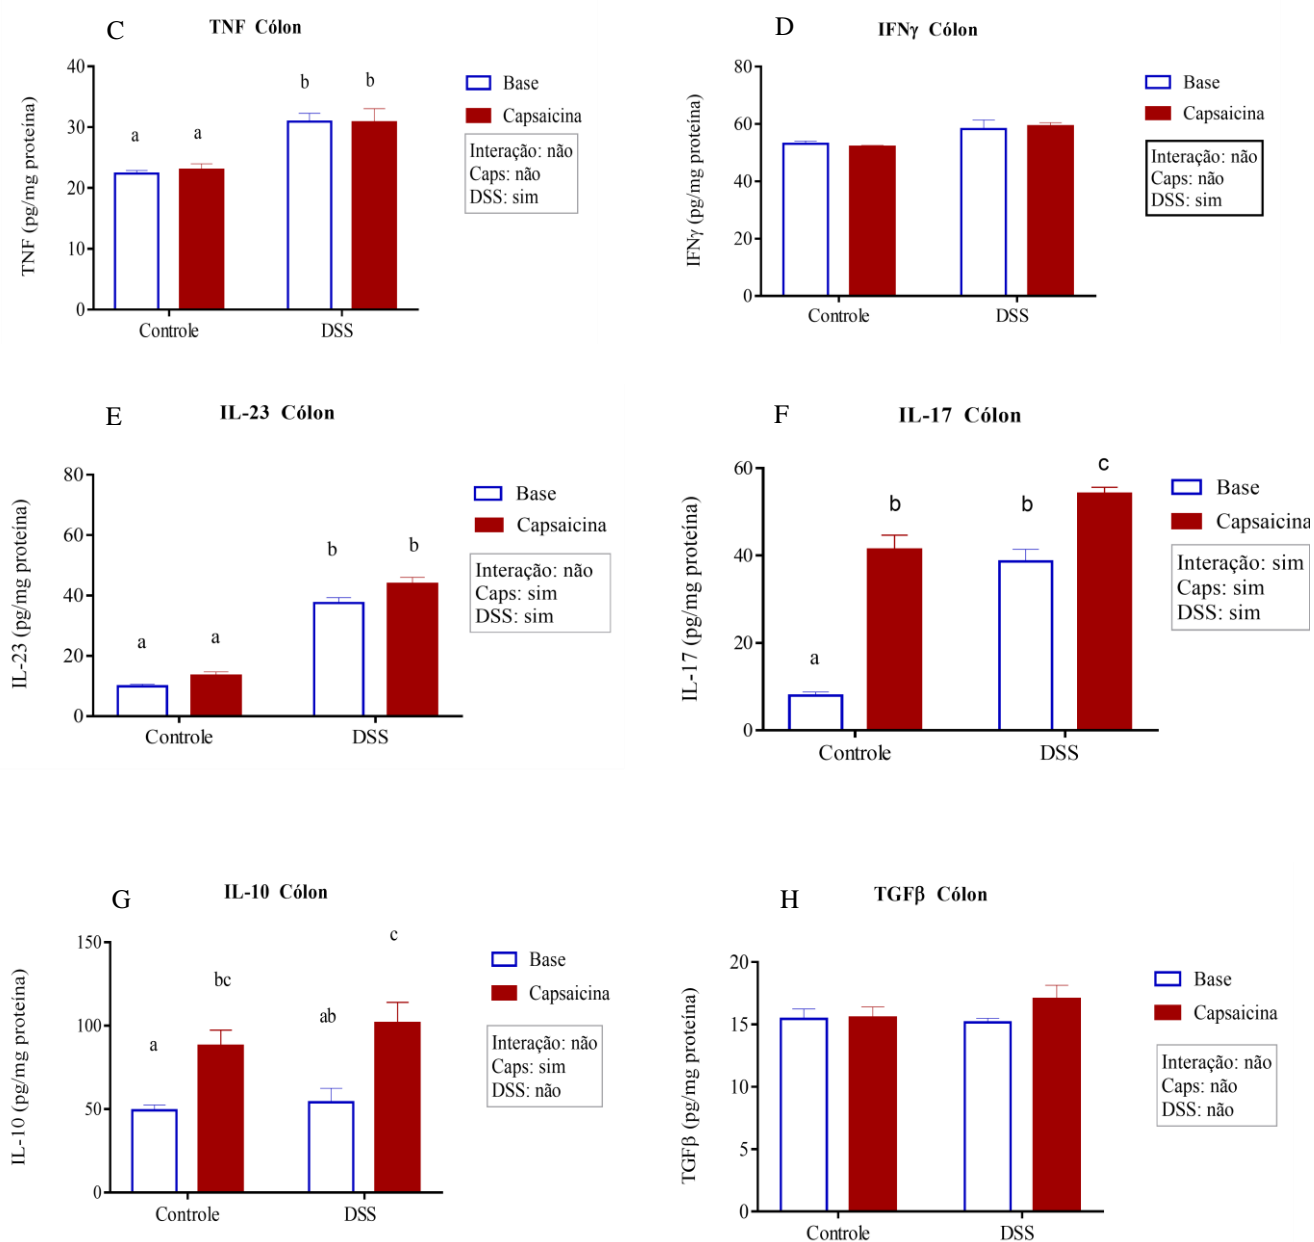 C
TNF Cólon
TNF (pg/mg proteína)
40
30
20
10
0
a
a
b
b
Controle
DSS
Base
Capsaicina
Interação: não
Caps: não
DSS: sim
D
IFNγ Cólon
IFNγ (pg/mg proteína)
80
60
40
20
0
Controle
DSS
Base
Capsaicina
Interação: não
Caps: não
DSS: sim
E
IL-23 Cólon
IL-23 (pg/mg proteína)
80
60
40
20
0
a
a
b
b
Controle
DSS
Base
Capsaicina
Interação: não
Caps: sim
DSS: sim
F
IL-17 Cólon
IL-17 (pg/mg proteína)
60
40
20
0
a
b
b
c
Controle
DSS
Base
Capsaicina
Interação: sim
Caps: sim
DSS: sim
G
IL-10 Cólon
IL-10 (pg/mg proteína)
150
100
50
0
a
bc
ab
c
Controle
DSS
Base
Capsaicina
Interação: não
Caps: sim
DSS: não
H
TGFβ Cólon
TGFβ (pg/mg proteína)
20
15
10
5
0
Controle
DSS
Base
Capsaicina
Interação: não
Caps: não
DSS: não